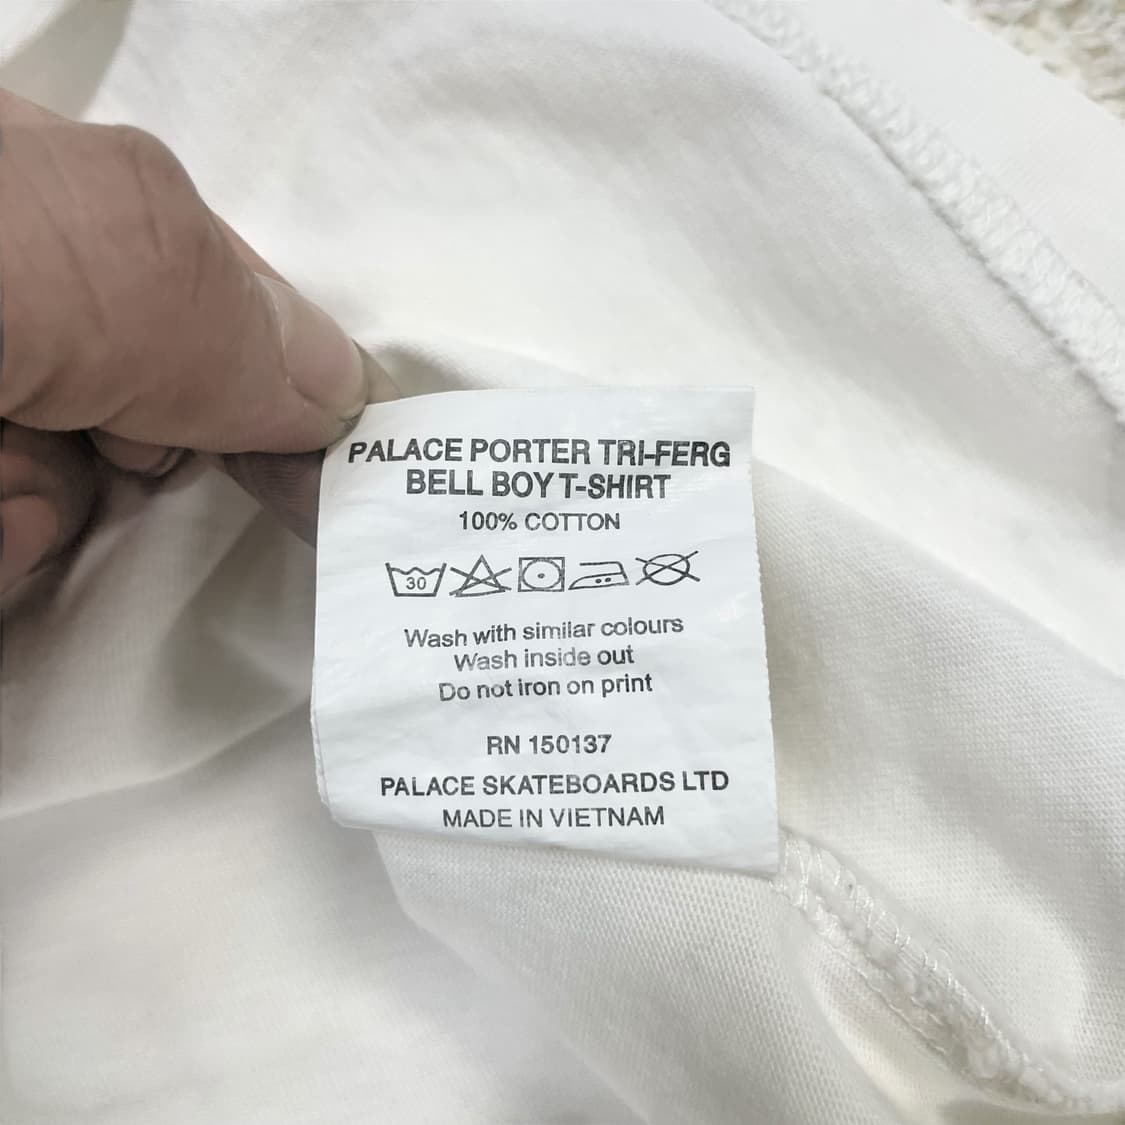 PALACE PORTER TRI-FERG
BELL BOY T-SHIRT
100% COTTON
30
Wash with similar colours
Wash inside out
Do not iron on print
RN 150137
PALACE SKATEBOARDS LTD
MADE IN VIETNAM